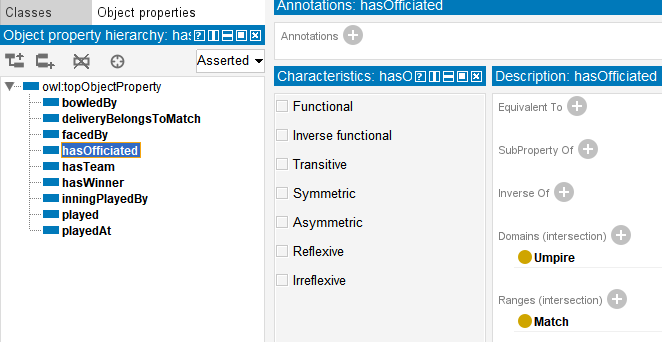 Classes
Object properties
Object property hierarchy: has
Asserted
owl:topObjectProperty
bowledBy
deliveryBelongsToMatch
facedBy
hasOfficiated
hasTeam
hasWinner
inningPlayedBy
played
playedAt
Annotations: hasOfficiated
Annotations
Characteristics: hasO
Functional
Inverse functional
Transitive
Symmetric
Asymmetric
Reflexive
Irreflexive
Description: hasOfficiated
Equivalent To
SubProperty Of
Inverse Of
Domains (intersection)
Umpire
Ranges (intersection)
Match